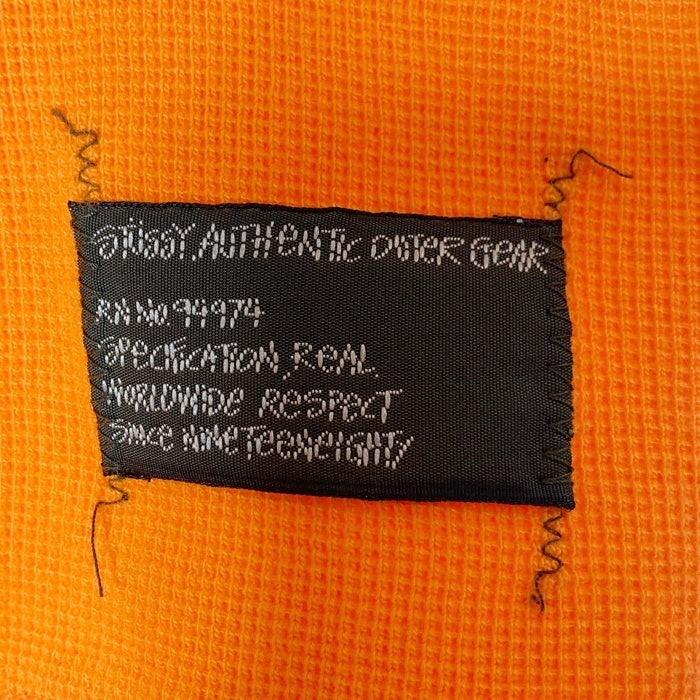 STÜSSY. AUTHENTIC OUTER GEAR
RN NO. 94974
SPECIFICATION REAL
WORLDWIDE RESPECT
SINCE NINETEENEIGHTY